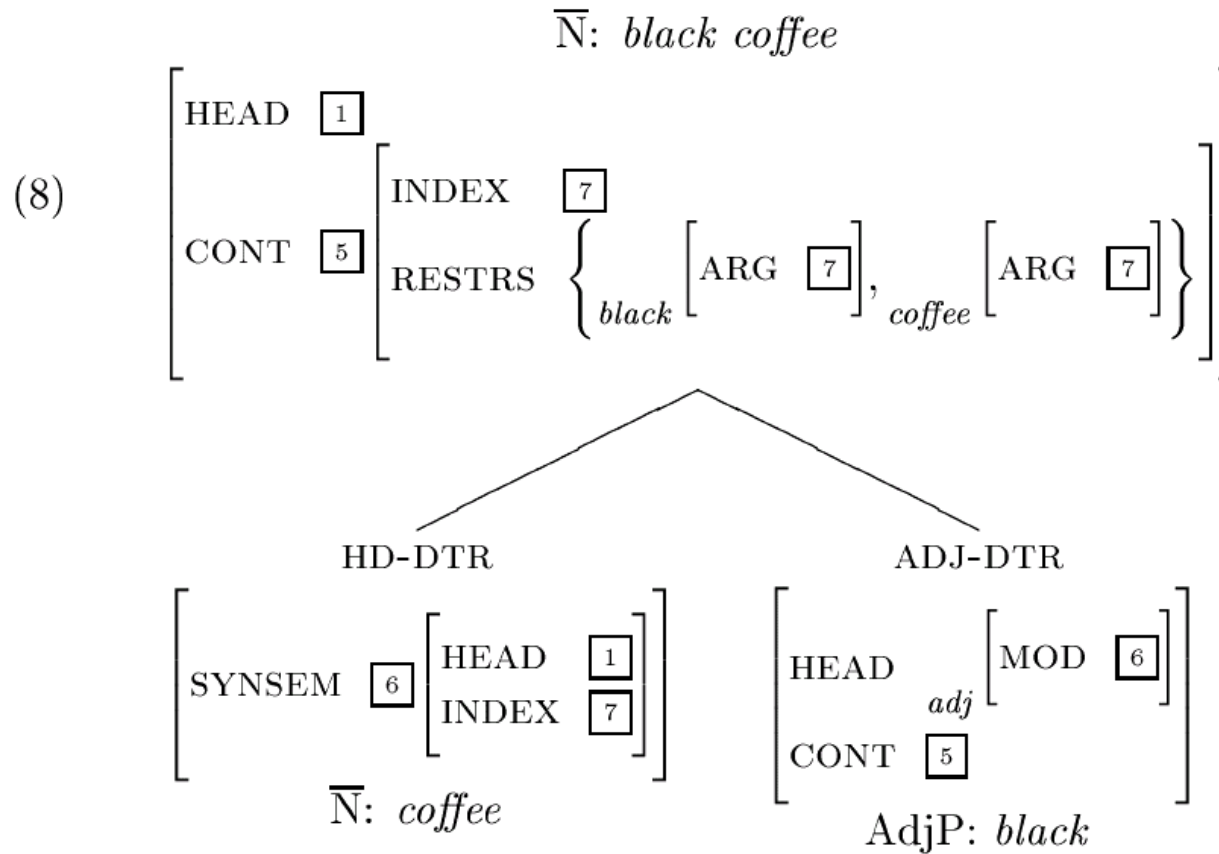 N̅: black coffee
HEAD 1
(8)
INDEX 7
CONT 5
RESTRS { black [ARG 7], coffee [ARG 7] }
HD-DTR ADJ-DTR
SYNSEM 6 [HEAD 1
INDEX 7]
HEAD adj [MOD 6]
CONT 5
N̅: coffee
AdjP: black